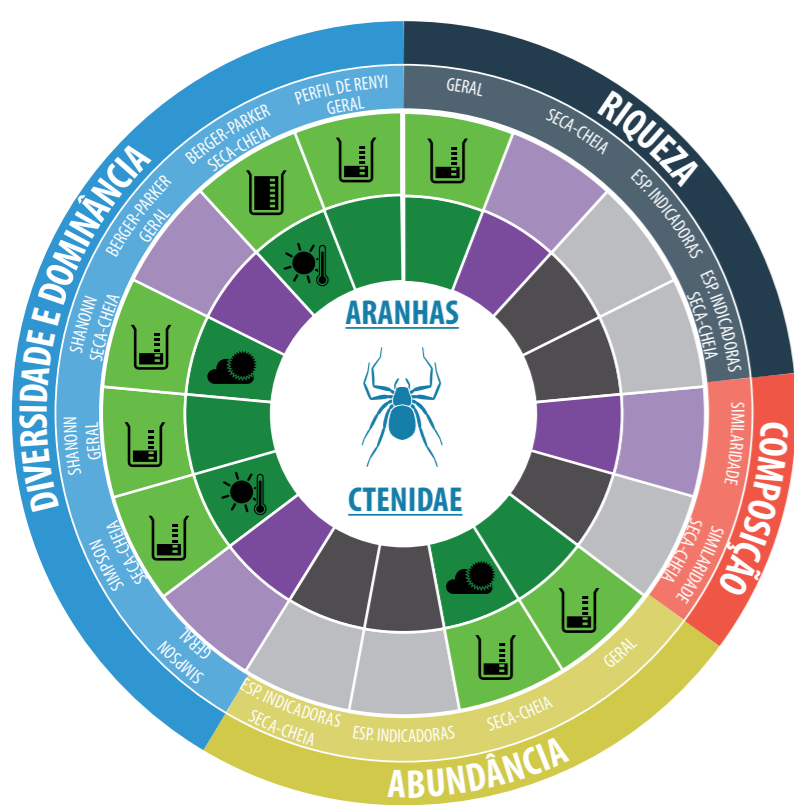 RIQUEZA
GERAL
SECA-CHEIA
ESP. INDICADORAS
ESP. INDICADORAS
SECA-CHEIA
COMPOSIÇÃO
SIMILARIDADE
SIMILARIDADE
SECA-CHEIA
ABUNDÂNCIA
GERAL
SECA-CHEIA
ESP. INDICADORAS
ESP. INDICADORAS
SECA-CHEIA
DIVERSIDADE E DOMINÂNCIA
SIMPSON
GERAL
SIMPSON
SECA-CHEIA
SHANONN
GERAL
SHANONN
SECA-CHEIA
BERGER-PARKER
GERAL
BERGER-PARKER
SECA-CHEIA
PERFIL DE RENYI
GERAL
ARANHAS
CTENIDAE